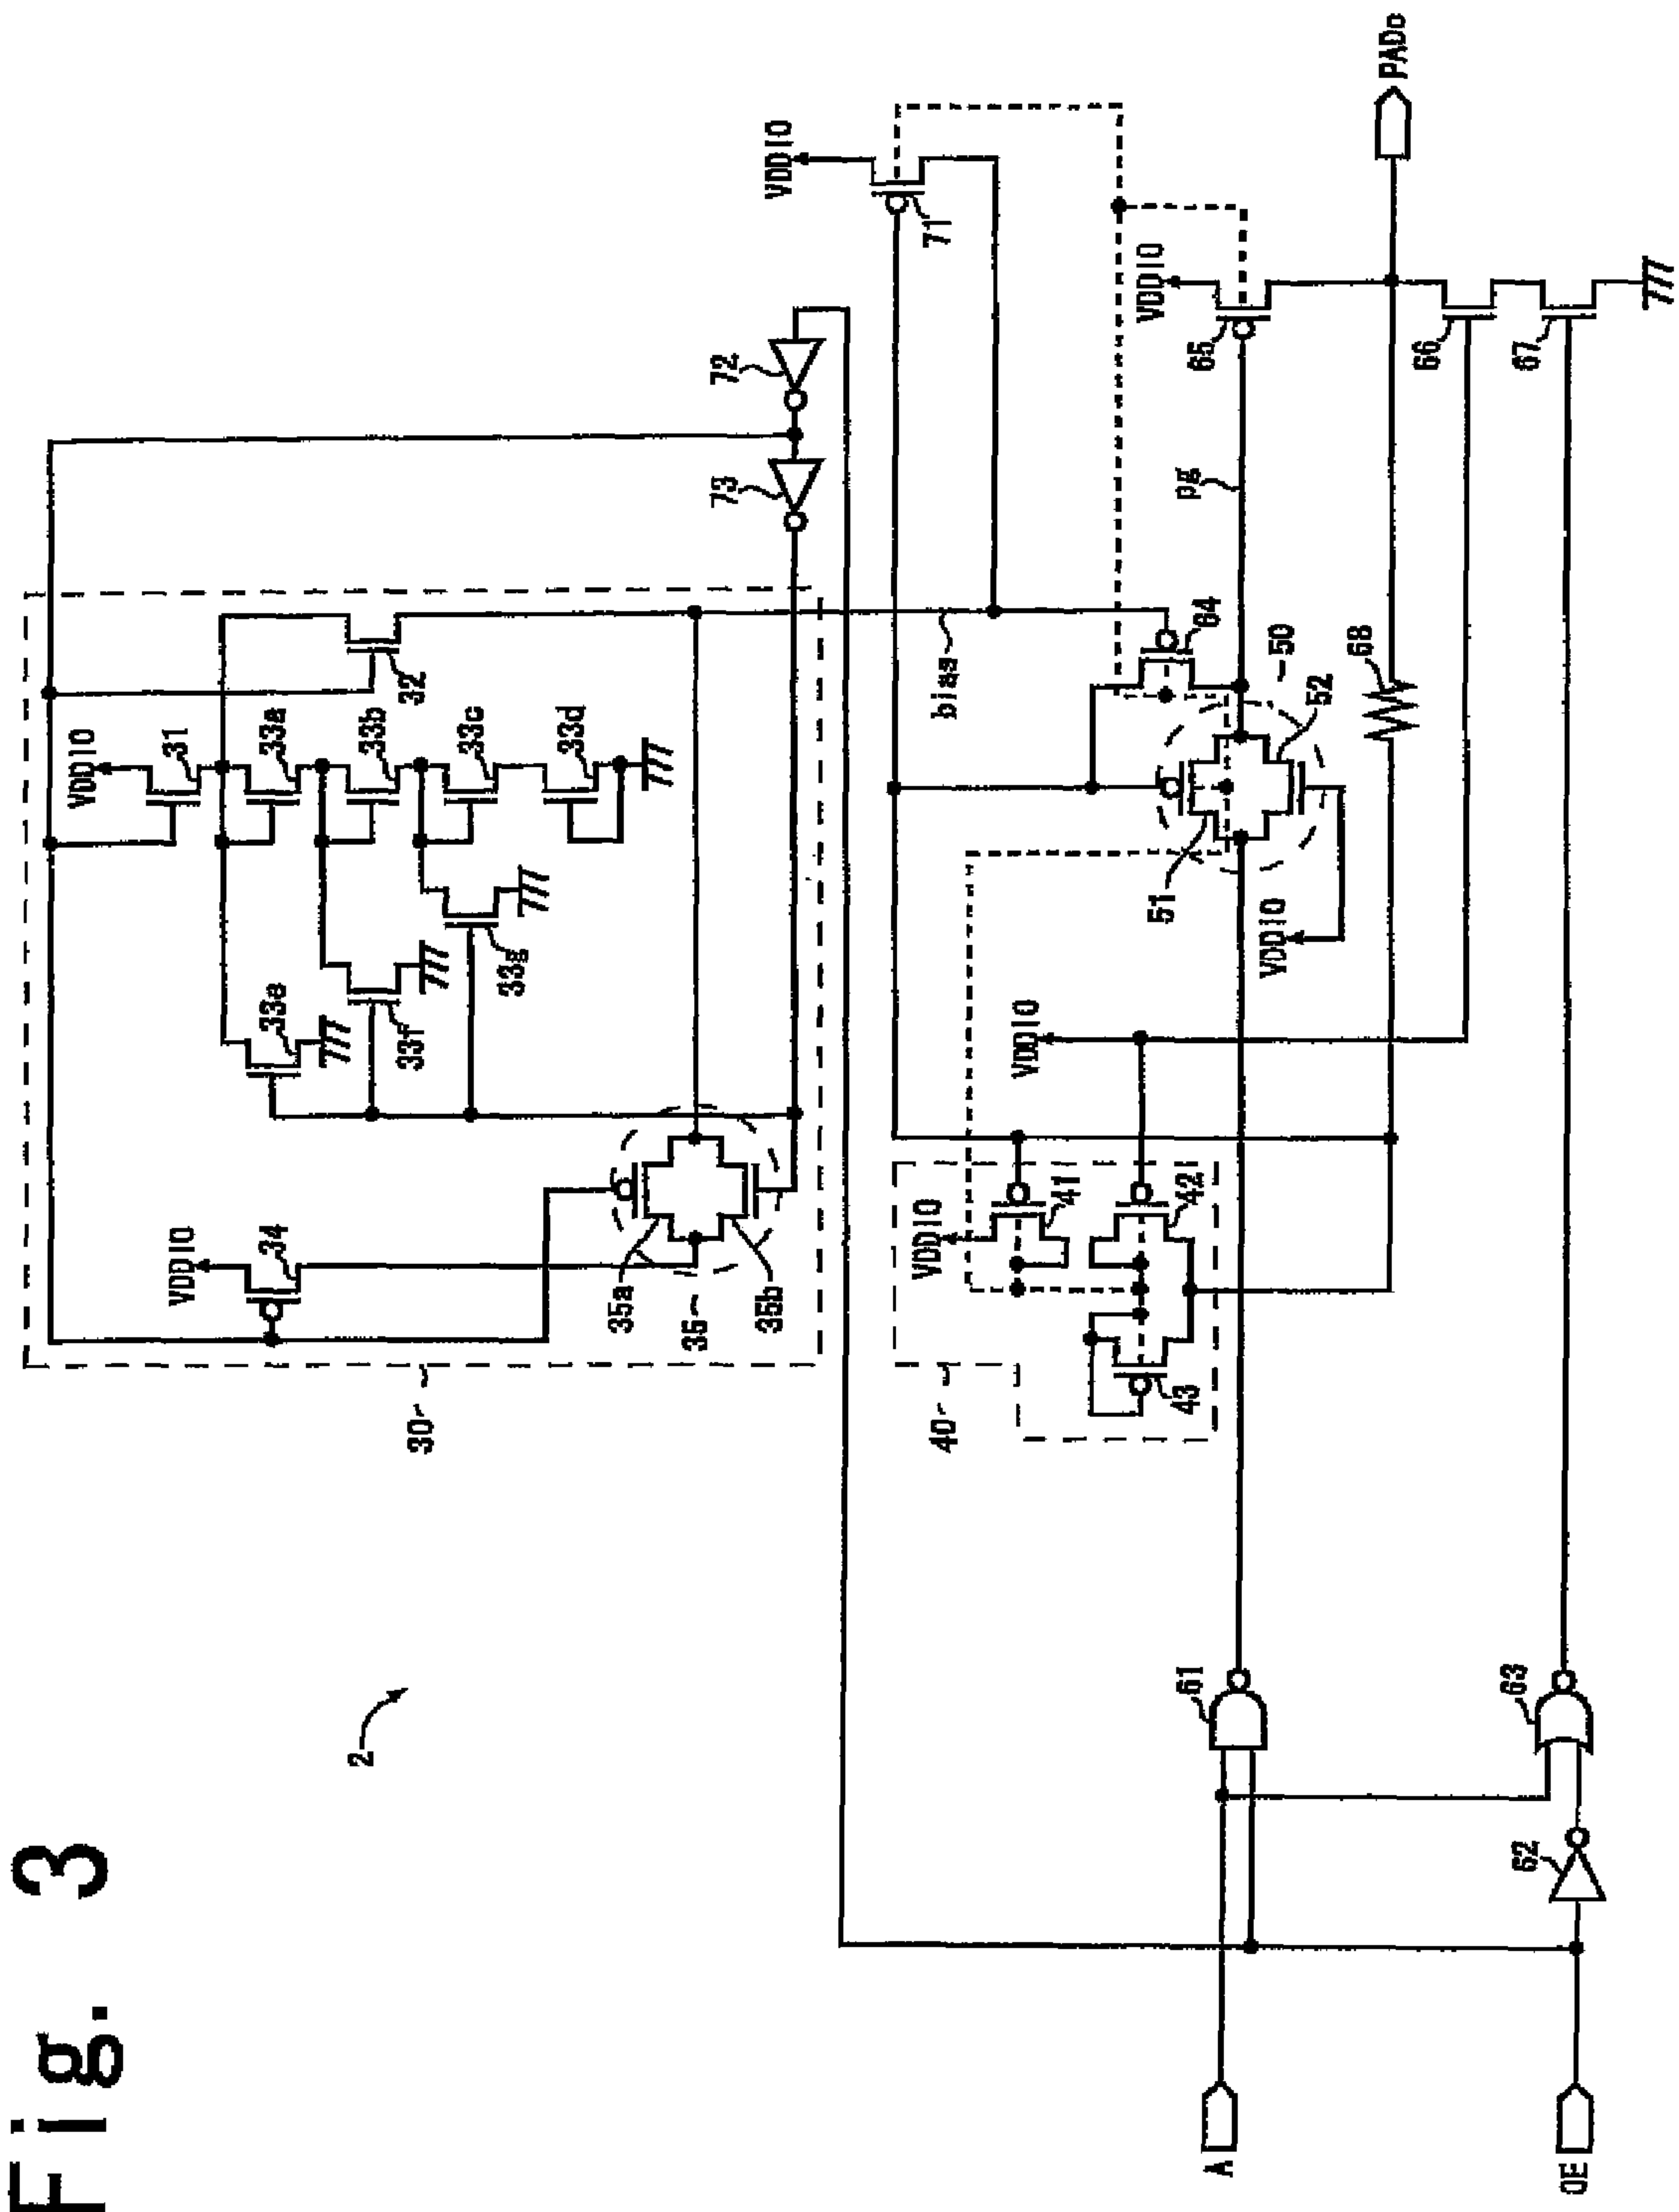 Fig. 3
2
30
VDDIO
34
35a
35
35b
33e
33f
33g
VDDIO
31
33a
33b
33c
33d
32
73
72
VDDIO
71
bias
40
VDDIO
41
42
43
VDDIO
VDDIO
51
52
50
64
pg
VDDIO
65
66
67
68
PADo
A
OE
61
62
63